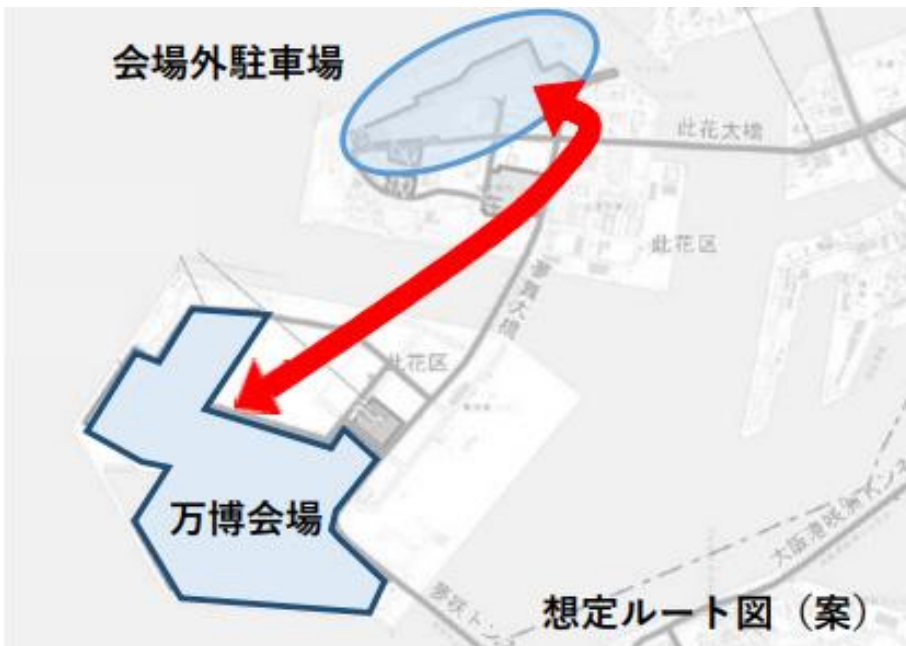 会場外駐車場
此花大橋
此花区
夢舞大橋
此花区
万博会場
夢咲トンネ
大阪港咲洲トンネ
想定ルート図（案）